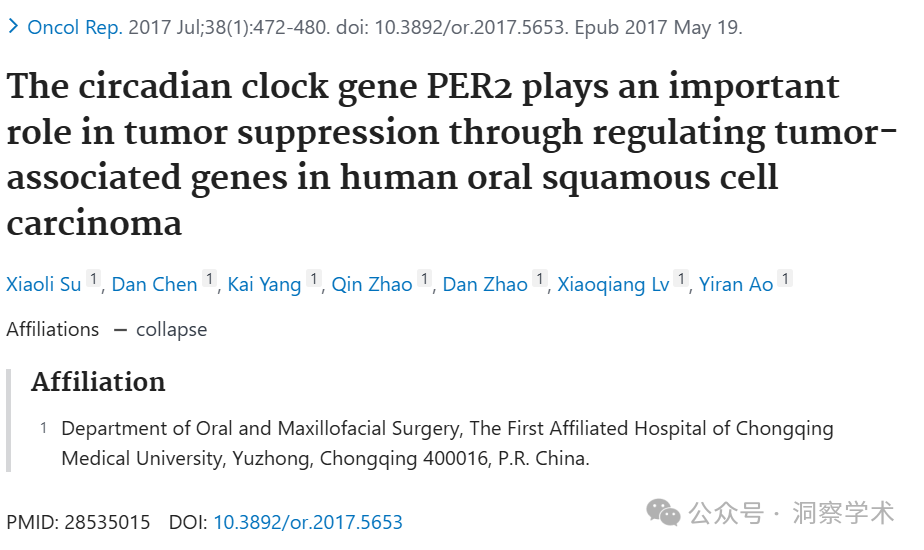 Oncol Rep. 2017 Jul;38(1):472-480. doi: 10.3892/or.2017.5653. Epub 2017 May 19.
The circadian clock gene PER2 plays an important
role in tumor suppression through regulating tumor-
associated genes in human oral squamous cell
carcinoma
Xiaoli Su 1, Dan Chen 1, Kai Yang 1, Qin Zhao 1, Dan Zhao 1, Xiaoqiang Lv 1, Yiran Ao 1
Affiliations — collapse
Affiliation
1 Department of Oral and Maxillofacial Surgery, The First Affiliated Hospital of Chongqing
Medical University, Yuzhong, Chongqing 400016, P.R. China.
PMID: 28535015 DOI: 10.3892/or.2017.5653
公众号 · 洞察学术